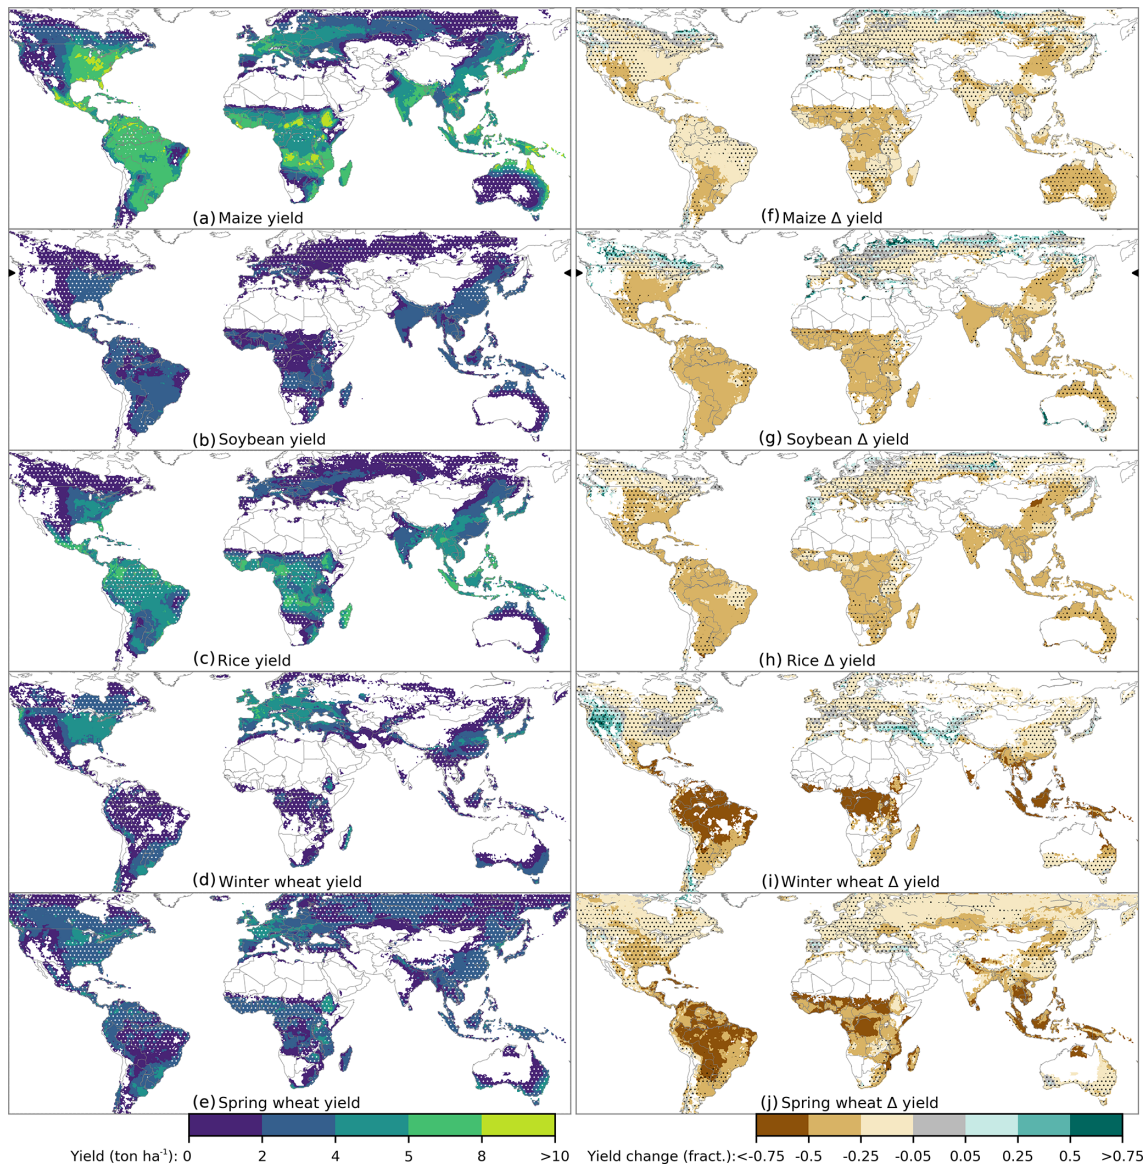 (a) Maize yield
(f) Maize Δ yield
(b) Soybean yield
(g) Soybean Δ yield
(c) Rice yield
(h) Rice Δ yield
(d) Winter wheat yield
(i) Winter wheat Δ yield
(e) Spring wheat yield
(j) Spring wheat Δ yield
Yield (ton ha⁻¹): 0 2 4 5 8 >10
Yield change (fract.):<-0.75 -0.5 -0.25 -0.05 0.05 0.25 0.5 >0.75